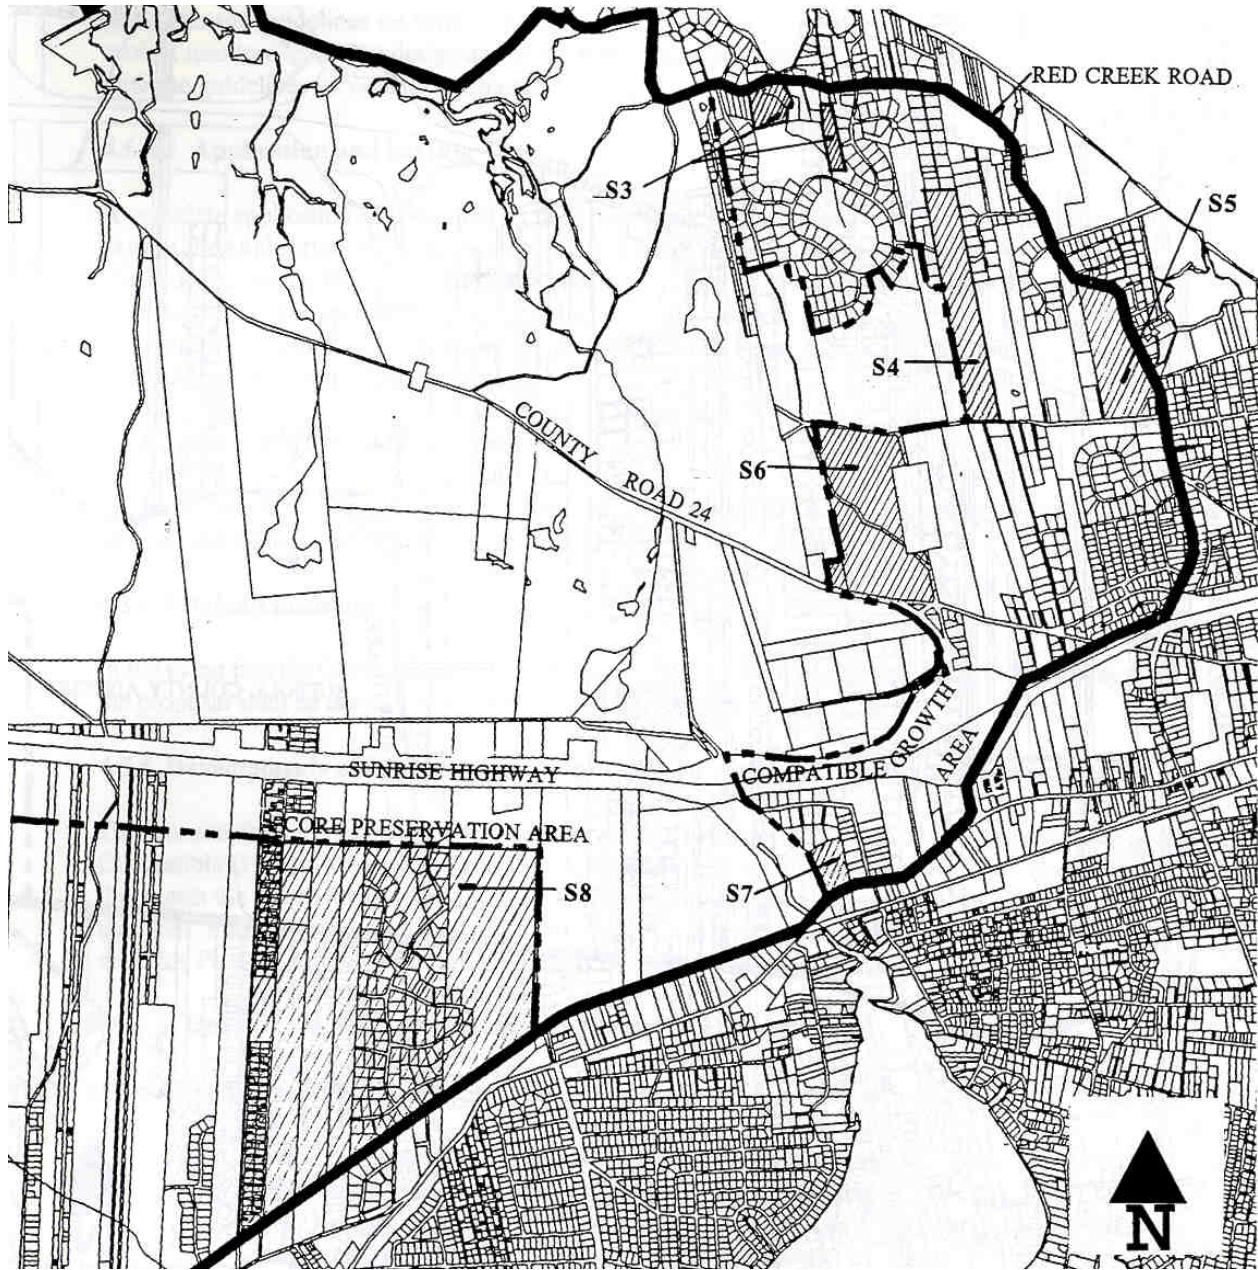 RED CREEK ROAD
S3
S5
S4
COUNTY ROAD 24
S6
COMPATIBLE GROWTH AREA
SUNRISE HIGHWAY
CORE PRESERVATION AREA
S8
S7
N